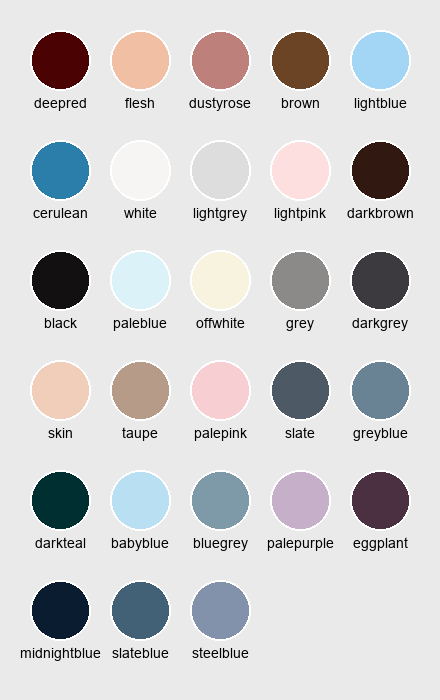 deepred flesh dustyrose brown lightblue
cerulean white lightgrey lightpink darkbrown
black paleblue offwhite grey darkgrey
skin taupe palepink slate greyblue
darkteal babyblue bluegrey palepurple eggplant
midnightblue slateblue steelblue